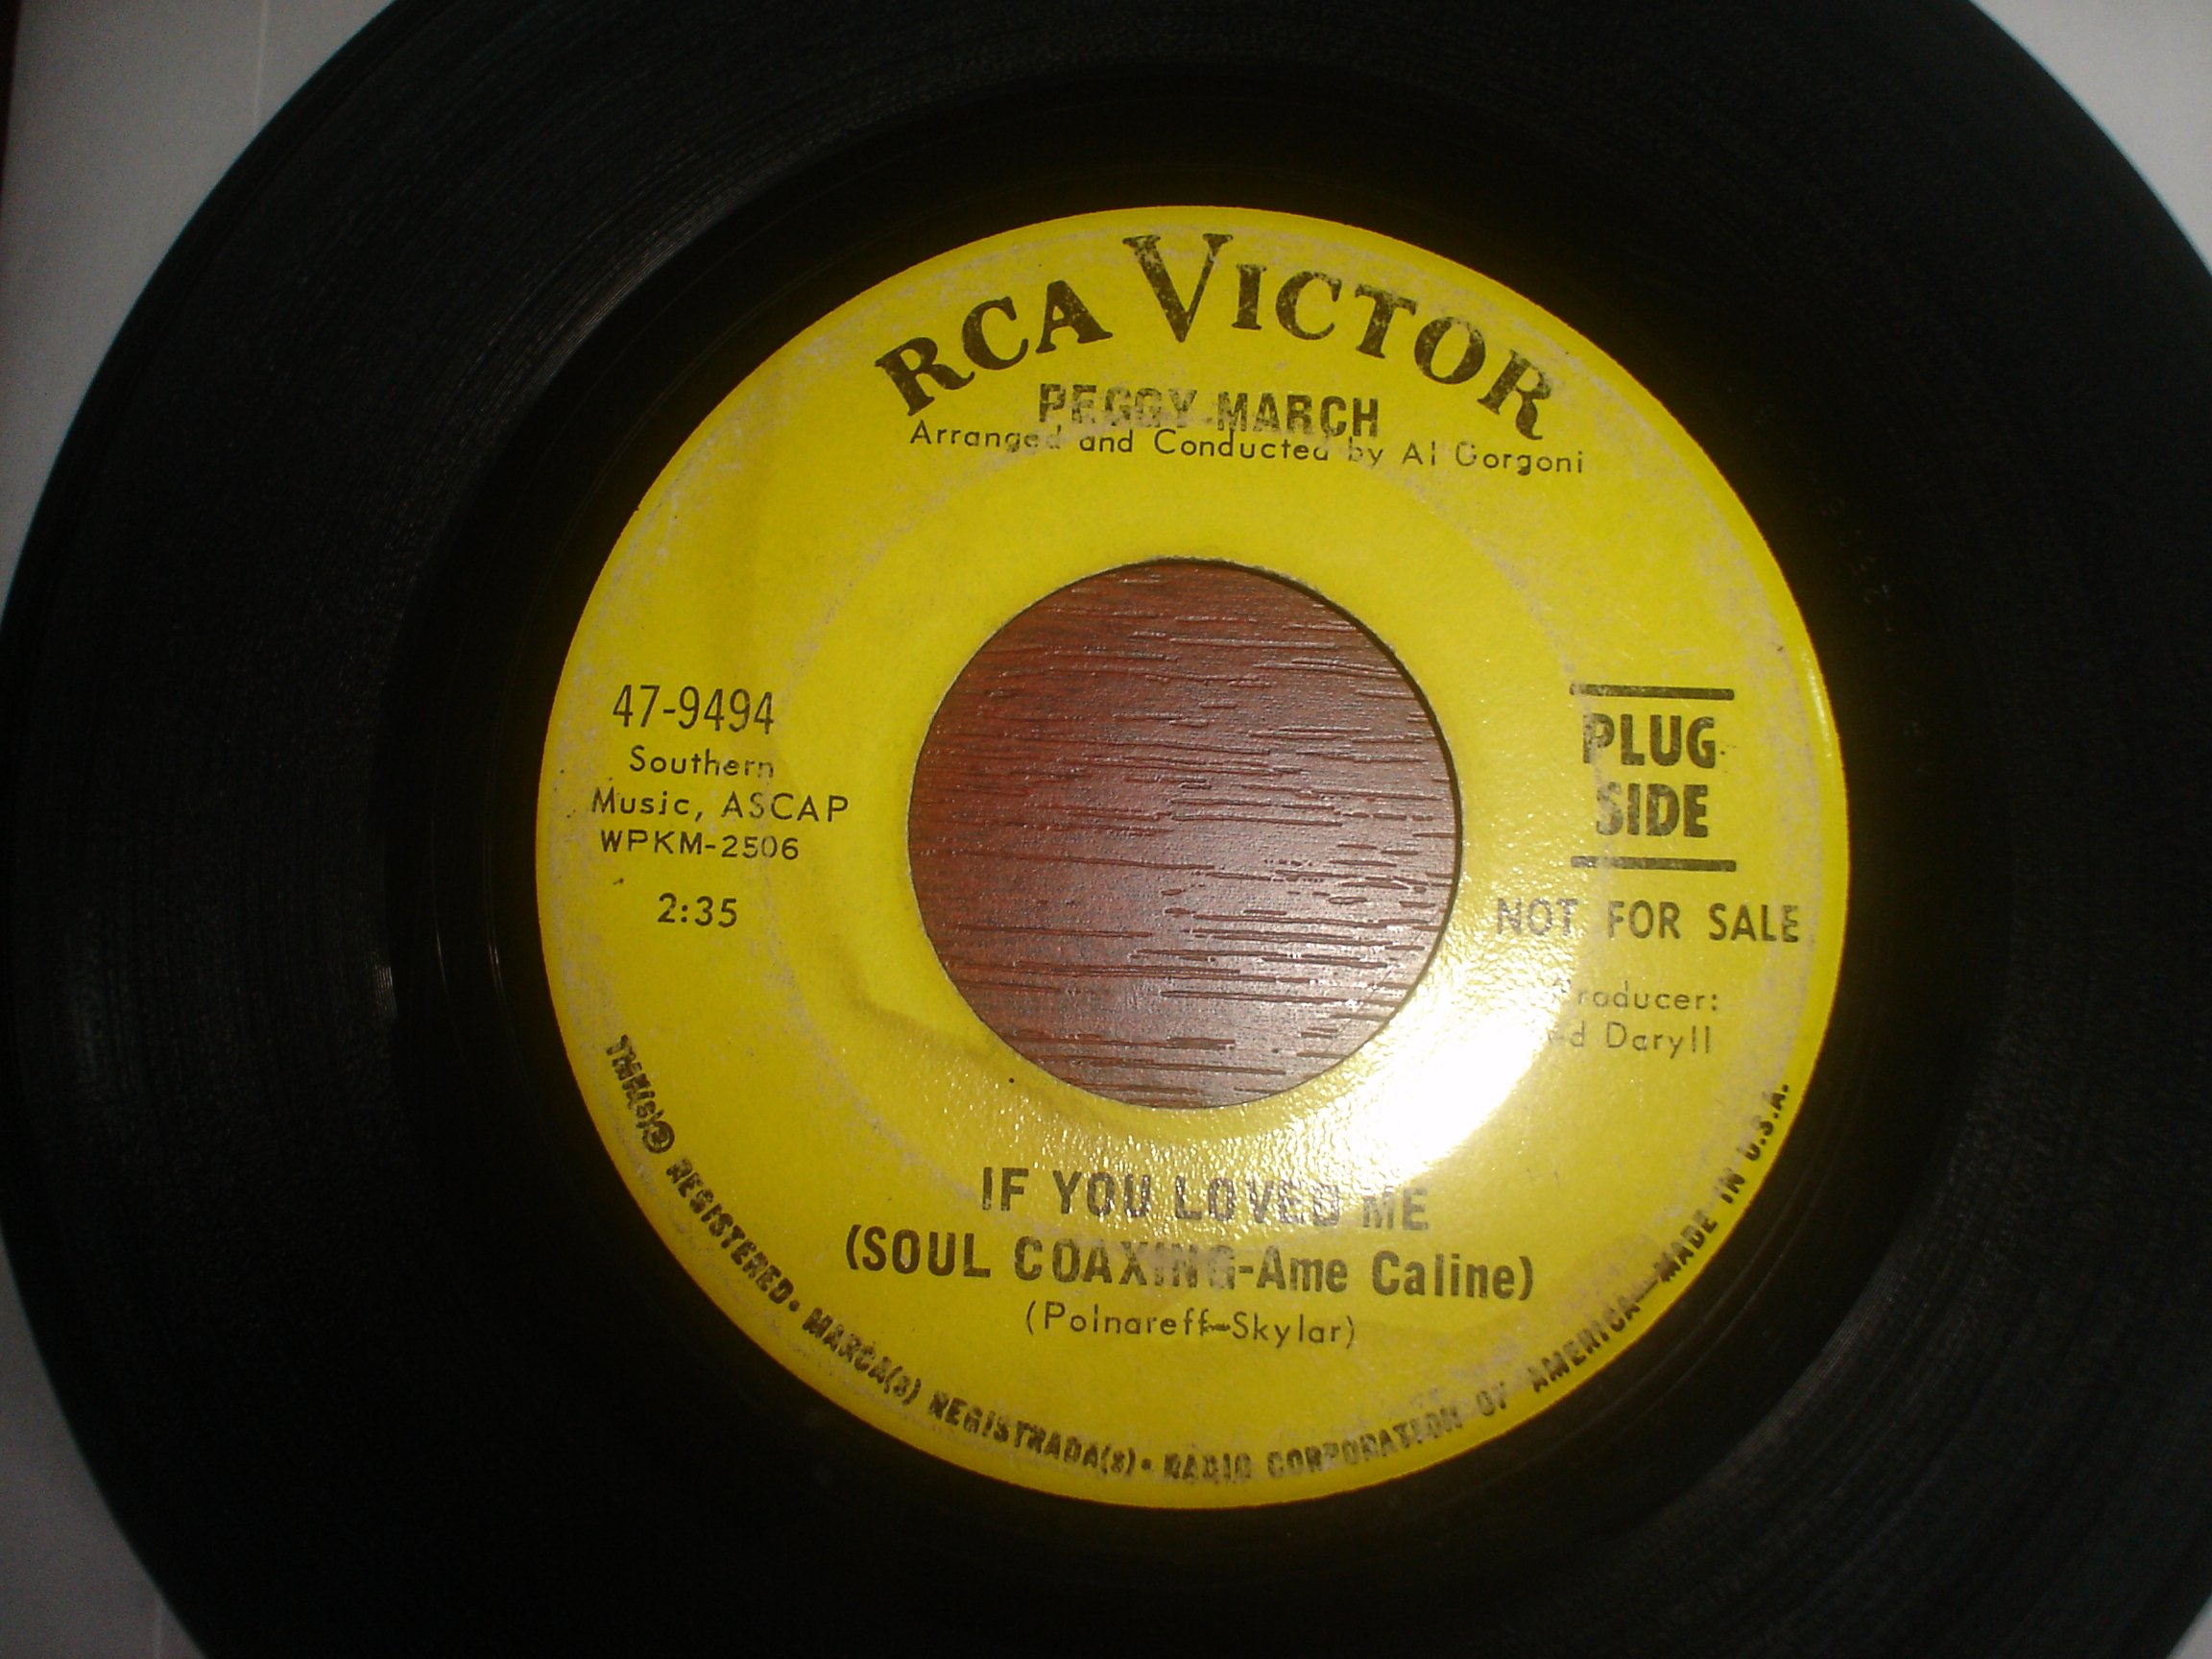 RCA VICTOR
PEGGY MARCH
Arranged and Conducted by Al Gorgoni
47-9494
Southern
Music, ASCAP
WPKM-2506
2:35
PLUG
SIDE
NOT FOR SALE
Producer:
Daryll
IF YOU LOVED ME
(SOUL COAXING-Ame Caline)
(Polnareff-Skylar)
TMK(s)® REGISTERED • MARCA(s) REGISTRADA(s) • RADIO CORPORATION OF AMERICA—MADE IN U.S.A.